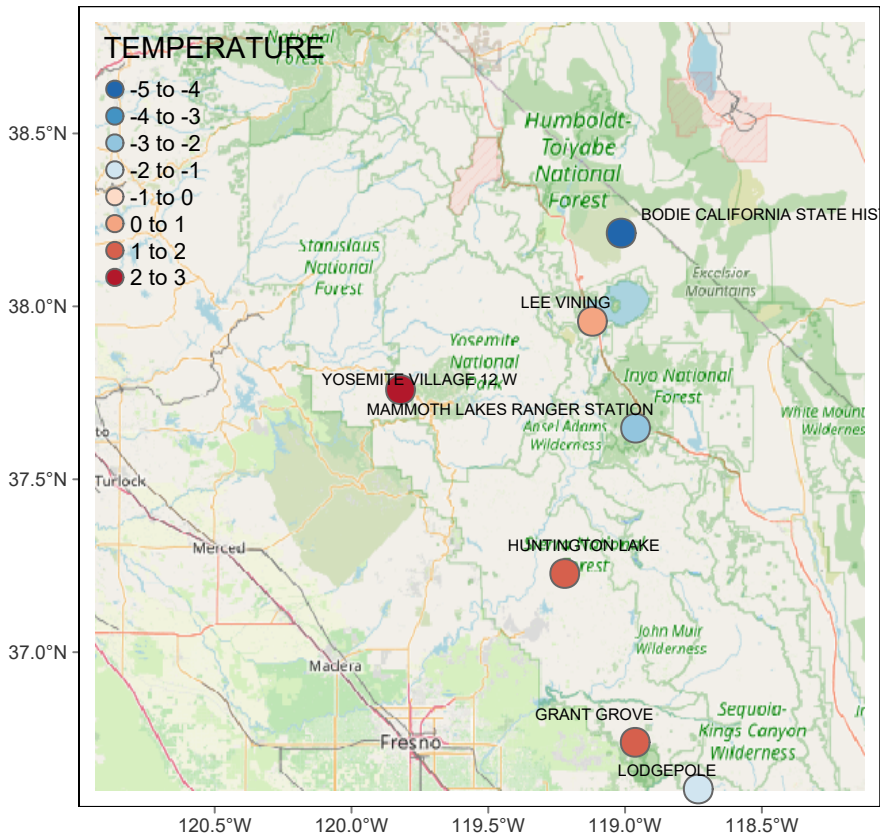 TEMPERATURE
National
Forest
-5 to -4
-4 to -3
-3 to -2
-2 to -1
-1 to 0
0 to 1
1 to 2
2 to 3
38.5°N
38.0°N
37.5°N
37.0°N
Humboldt-
Toiyabe
National
Forest
BODIE CALIFORNIA STATE HIS
Stanislaus
National
Forest
Excelsior
Mountains
LEE VINING
Yosemite
National
YOSEMITE VILLAGE 12 W
Inyo National
Forest
MAMMOTH LAKES RANGER STATION
Ansel Adams
Wilderness
White Mount
Wilderne
to
Turlock
Merced
HUNTINGTON LAKE
John Muir
Wilderness
Madera
GRANT GROVE
Sequoia-
Kings Canyon
Wilderness
Fresno
LODGEPOLE
120.5°W
120.0°W
119.5°W
119.0°W
118.5°W